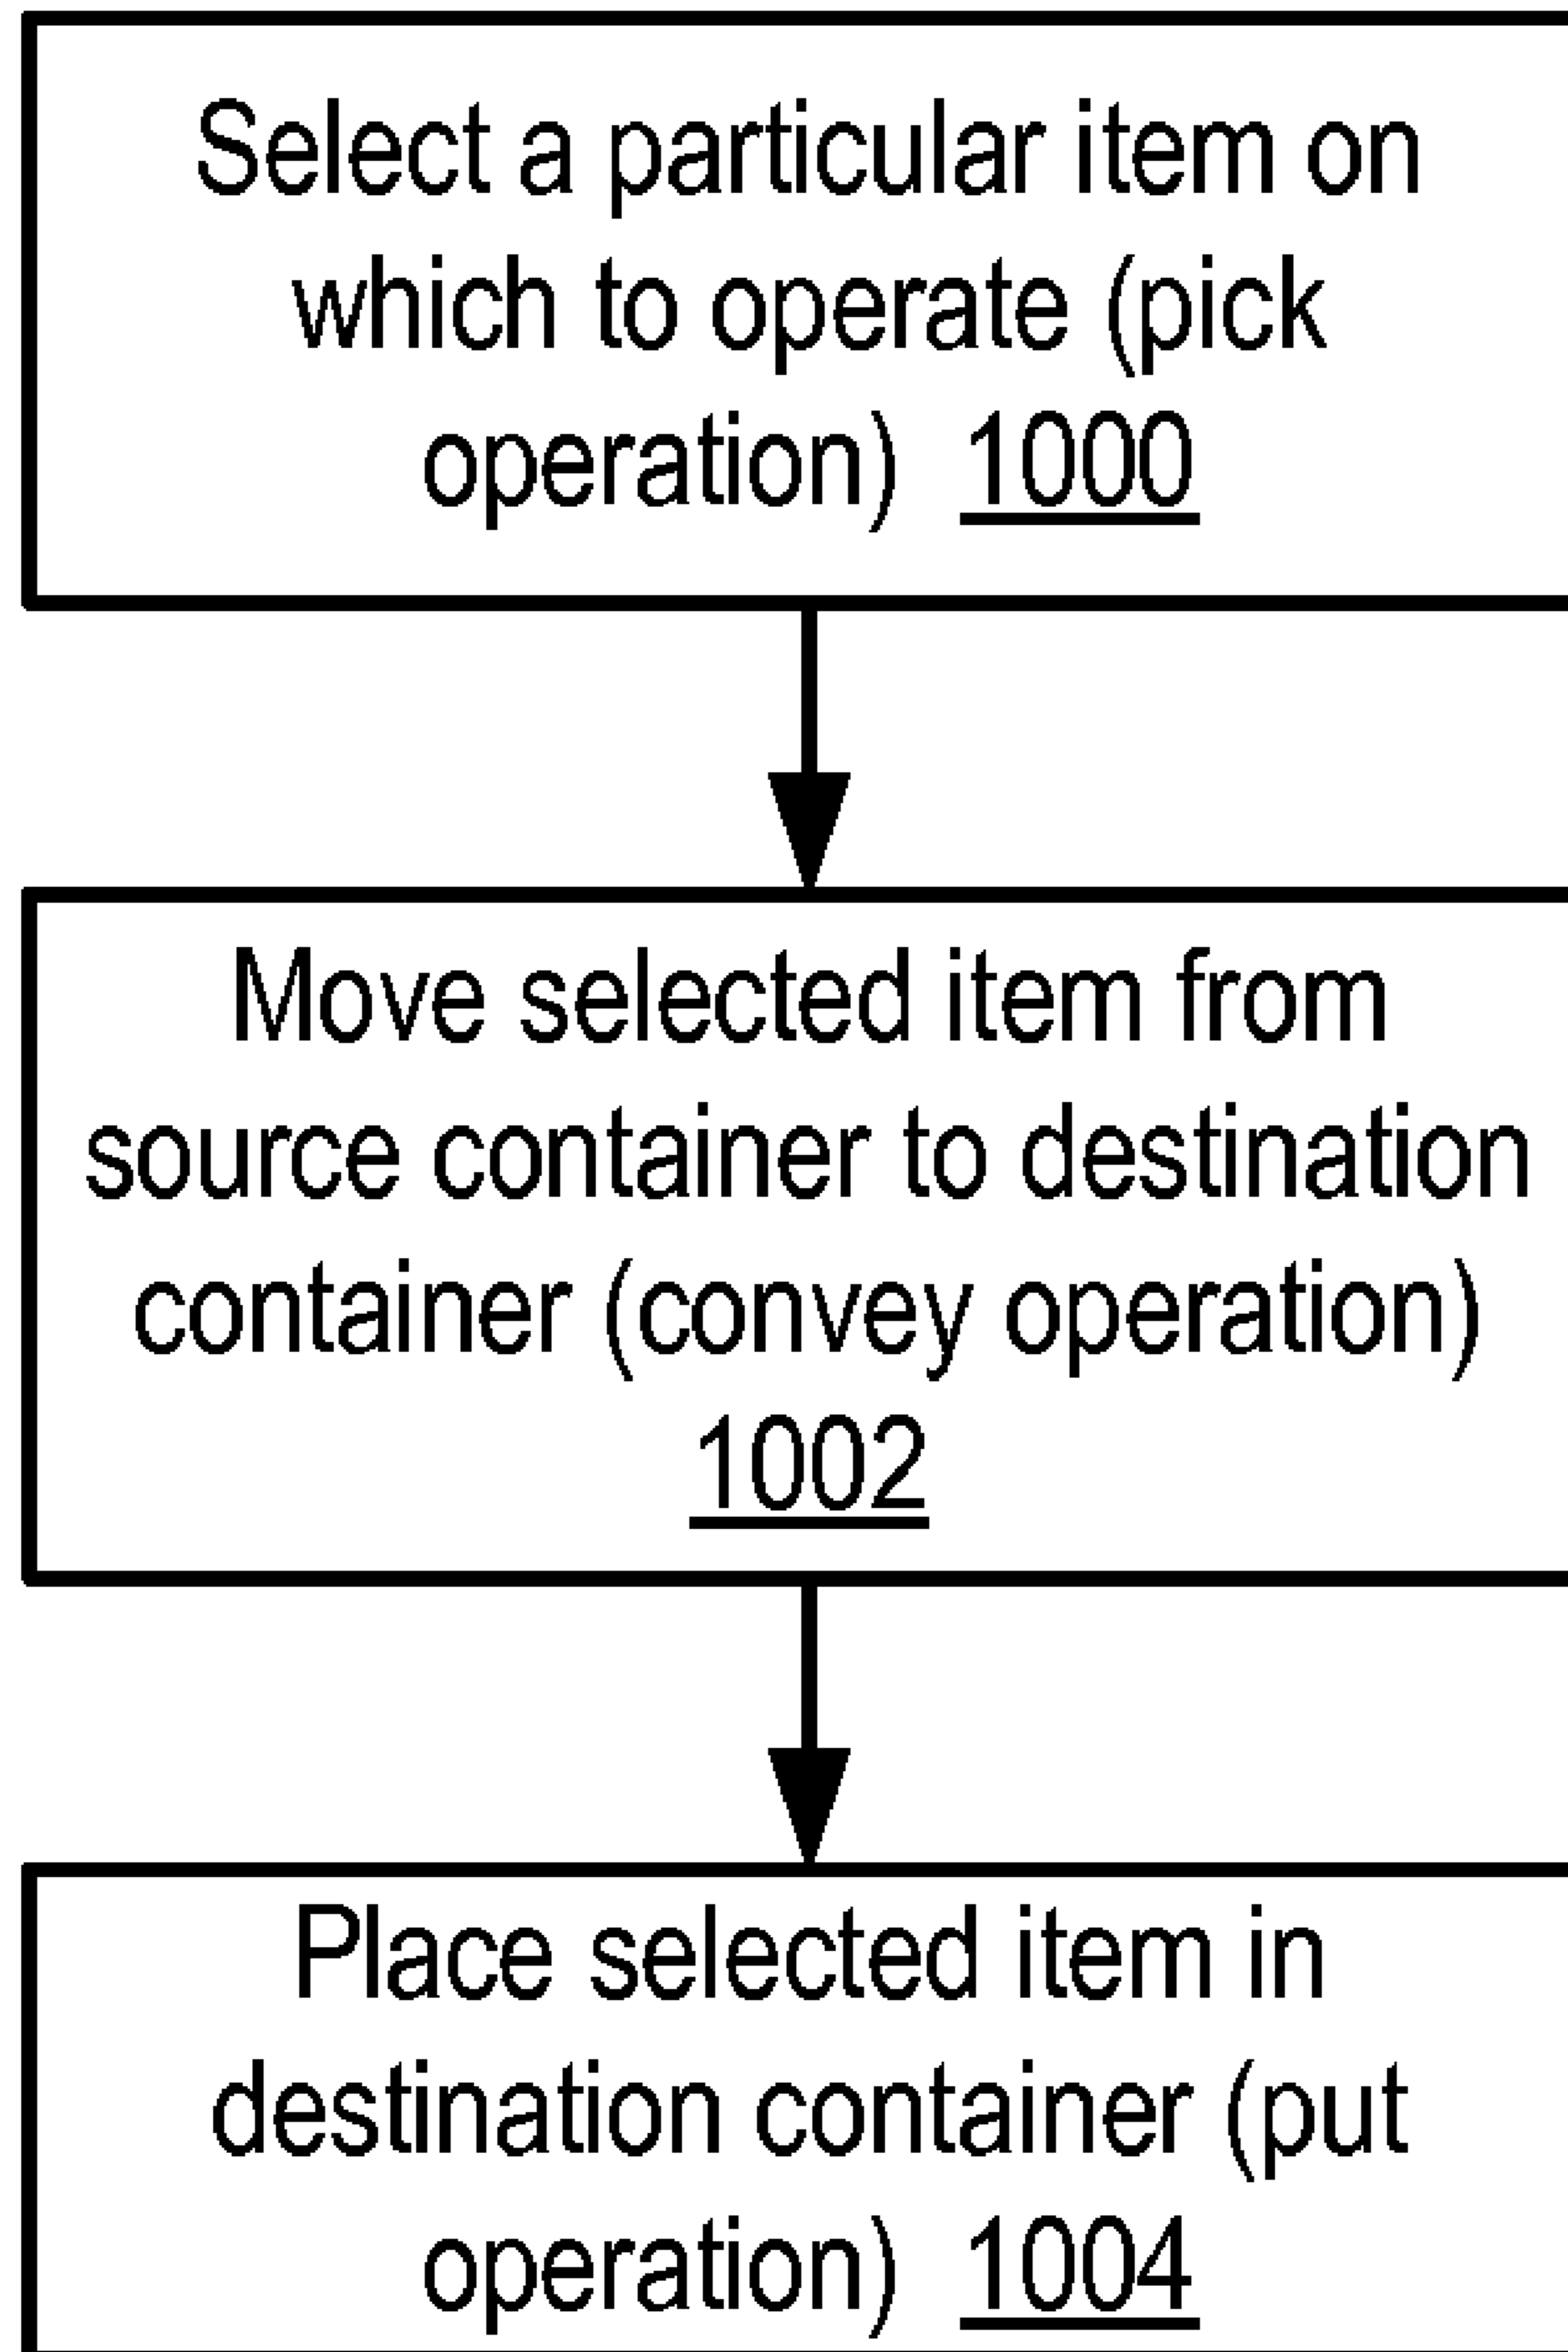 Select a particular item on
which to operate (pick
operation) 1000
Move selected item from
source container to destination
container (convey operation)
1002
Place selected item in
destination container (put
operation) 1004